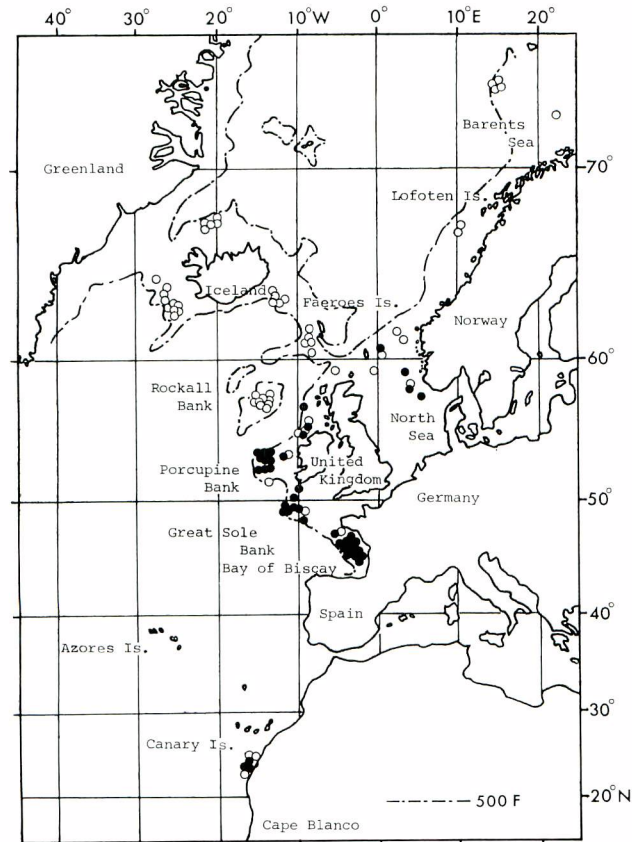 40° 30° 20° 10°W 0° 10° 20°
Barents
Sea
Greenland
70°
Lofoten Is.
Iceland
Faeroes Is.
Norway
60°
Rockall
Bank
North
Sea
Porcupine
Bank
United
Kingdom
50°
Germany
Great Sole
Bank
Bay of Biscay
Spain
40°
Azores Is.
30°
Canary Is.
500 F
20°N
Cape Blanco